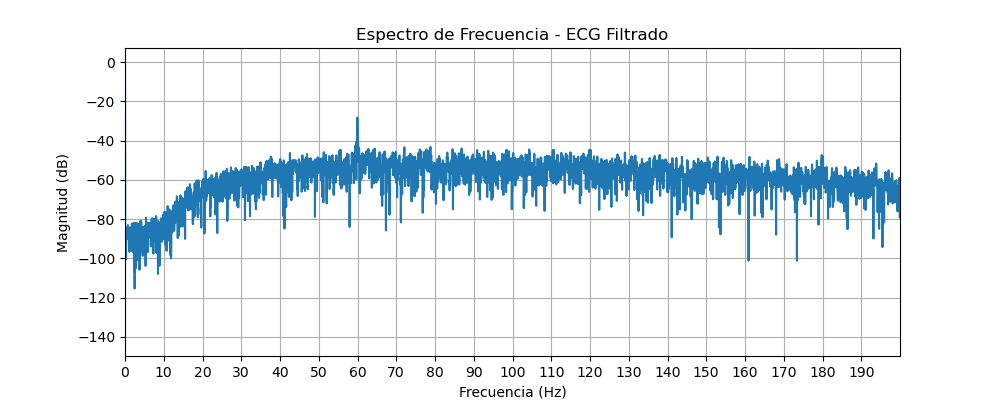 Espectro de Frecuencia - ECG Filtrado
Magnitud (dB)
0
−20
−40
−60
−80
−100
−120
−140
0 10 20 30 40 50 60 70 80 90 100 110 120 130 140 150 160 170 180 190
Frecuencia (Hz)